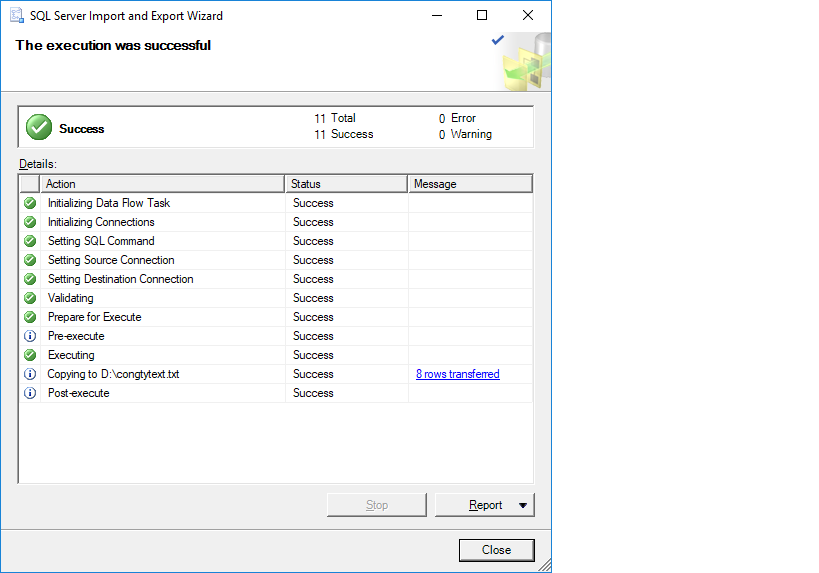 SQL Server Import and Export Wizard
The execution was successful
Success
11 Total 0 Error
11 Success 0 Warning
Details:
Action Status Message
Initializing Data Flow Task Success
Initializing Connections Success
Setting SQL Command Success
Setting Source Connection Success
Setting Destination Connection Success
Validating Success
Prepare for Execute Success
Pre-execute Success
Executing Success
Copying to D:\congtytext.txt Success 8 rows transferred
Post-execute Success
Stop Report
Close